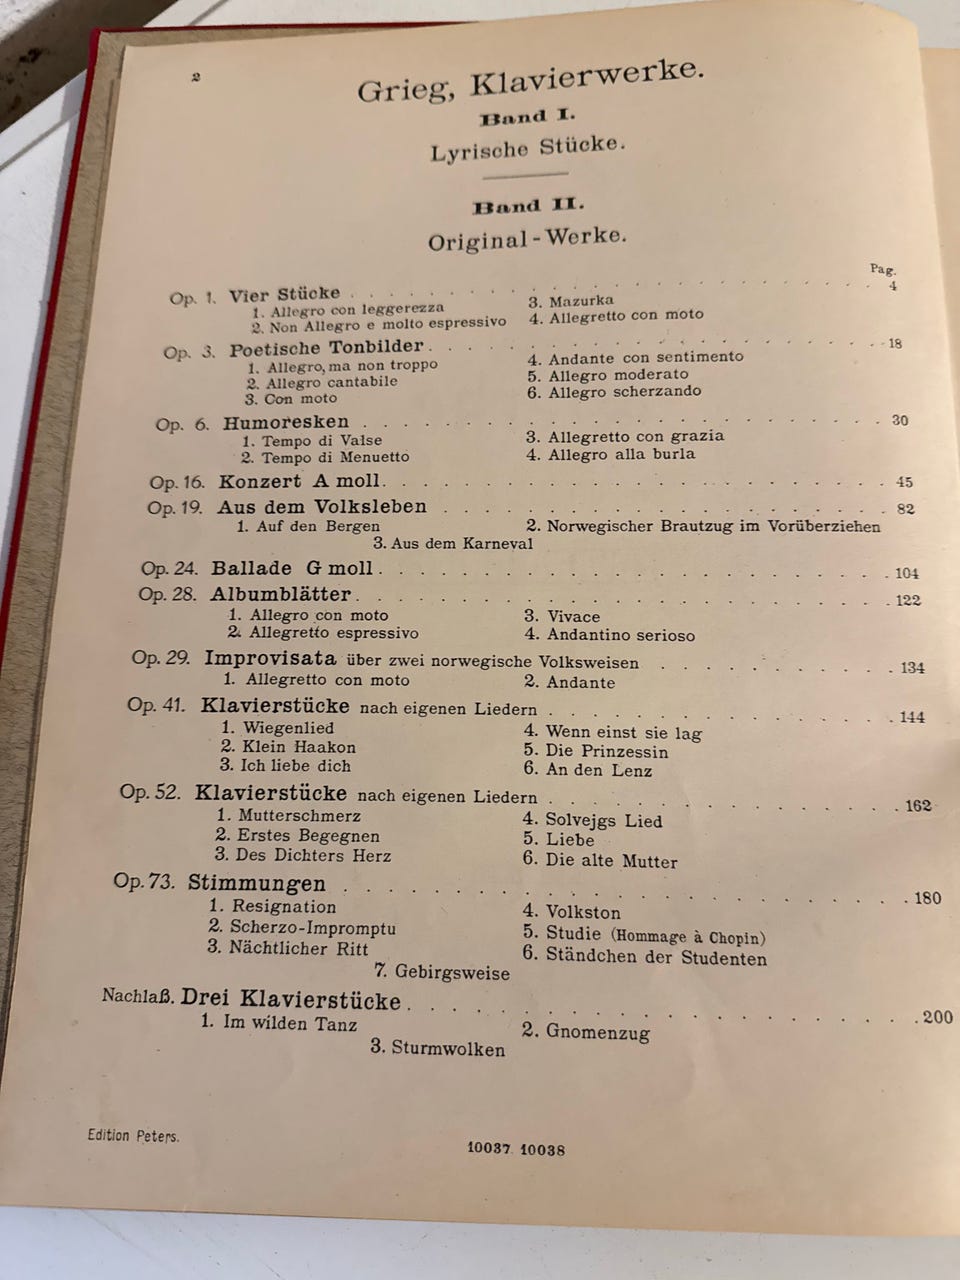 2
Grieg, Klavierwerke.
Band I.
Lyrische Stücke.
Band II.
Original-Werke.
Pag.
Op. 1. Vier Stücke . . . . . . . . . . 4
1. Allegro con leggerezza 3. Mazurka
2. Non Allegro e molto espressivo 4. Allegretto con moto
Op. 3. Poetische Tonbilder . . . . . . . . . . 18
1. Allegro, ma non troppo 4. Andante con sentimento
2. Allegro cantabile 5. Allegro moderato
3. Con moto 6. Allegro scherzando
Op. 6. Humoresken . . . . . . . . . . 30
1. Tempo di Valse 3. Allegretto con grazia
2. Tempo di Menuetto 4. Allegro alla burla
Op. 16. Konzert A moll . . . . . . . . . . 45
Op. 19. Aus dem Volksleben . . . . . . . . . . 82
1. Auf den Bergen 2. Norwegischer Brautzug im Vorüberziehen
3. Aus dem Karneval
Op. 24. Ballade G moll . . . . . . . . . . 104
Op. 28. Albumblätter . . . . . . . . . . 122
1. Allegro con moto 3. Vivace
2. Allegretto espressivo 4. Andantino serioso
Op. 29. Improvisata über zwei norwegische Volksweisen . . . . . . . 134
1. Allegretto con moto 2. Andante
Op. 41. Klavierstücke nach eigenen Liedern . . . . . . . . . . 144
1. Wiegenlied 4. Wenn einst sie lag
2. Klein Haakon 5. Die Prinzessin
3. Ich liebe dich 6. An den Lenz
Op. 52. Klavierstücke nach eigenen Liedern . . . . . . . . . . 162
1. Mutterschmerz 4. Solvejgs Lied
2. Erstes Begegnen 5. Liebe
3. Des Dichters Herz 6. Die alte Mutter
Op. 73. Stimmungen . . . . . . . . . . 180
1. Resignation 4. Volkston
2. Scherzo-Impromptu 5. Studie (Hommage à Chopin)
3. Nächtlicher Ritt 6. Ständchen der Studenten
7. Gebirgsweise
Nachlaß. Drei Klavierstücke . . . . . . . . . . 200
1. Im wilden Tanz 2. Gnomenzug
3. Sturmwolken
Edition Peters.
10037 10038